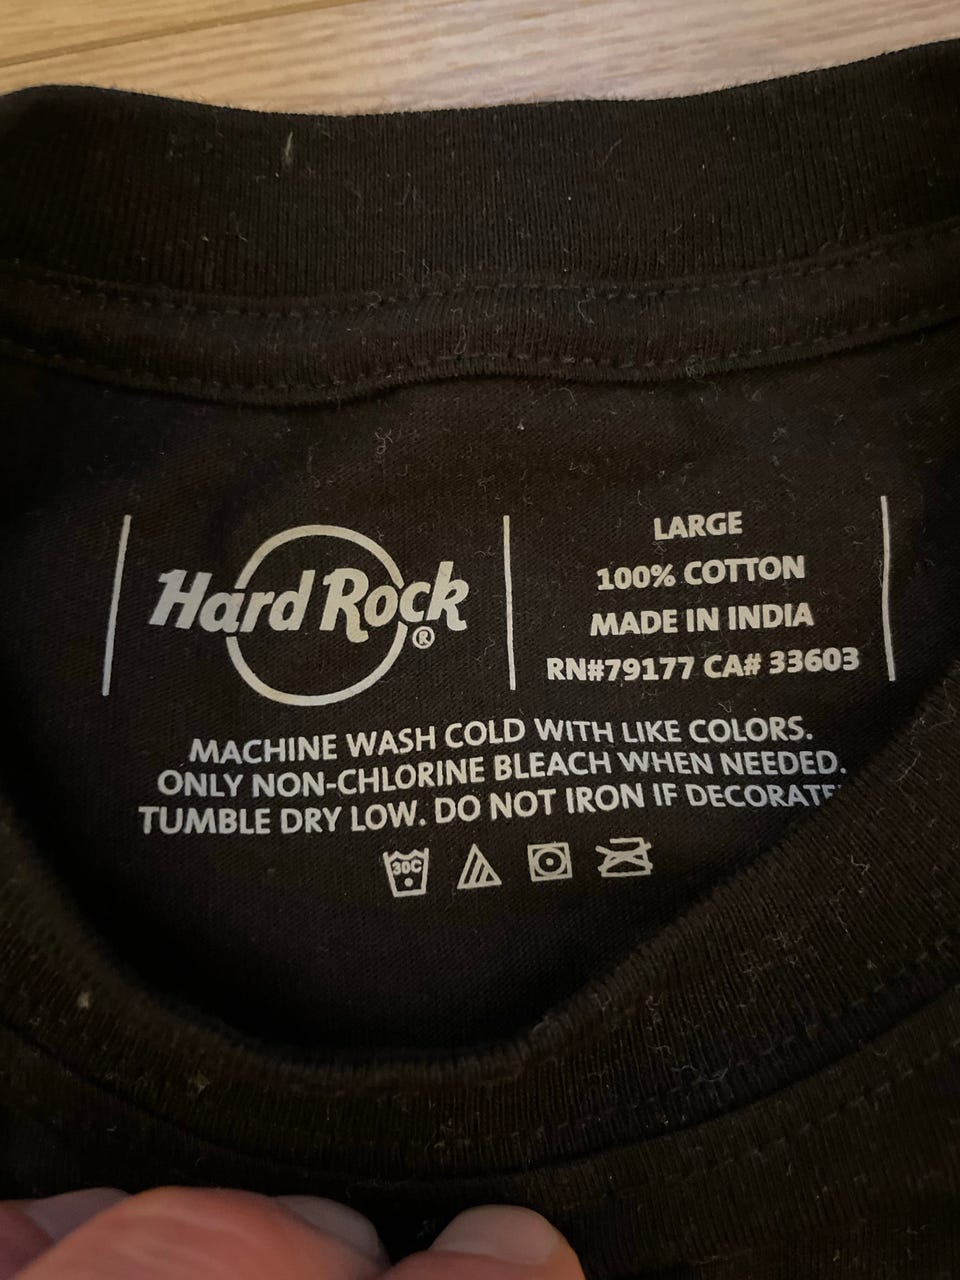 Hard Rock®
LARGE
100% COTTON
MADE IN INDIA
RN#79177 CA# 33603
MACHINE WASH COLD WITH LIKE COLORS.
ONLY NON-CHLORINE BLEACH WHEN NEEDED.
TUMBLE DRY LOW. DO NOT IRON IF
30C